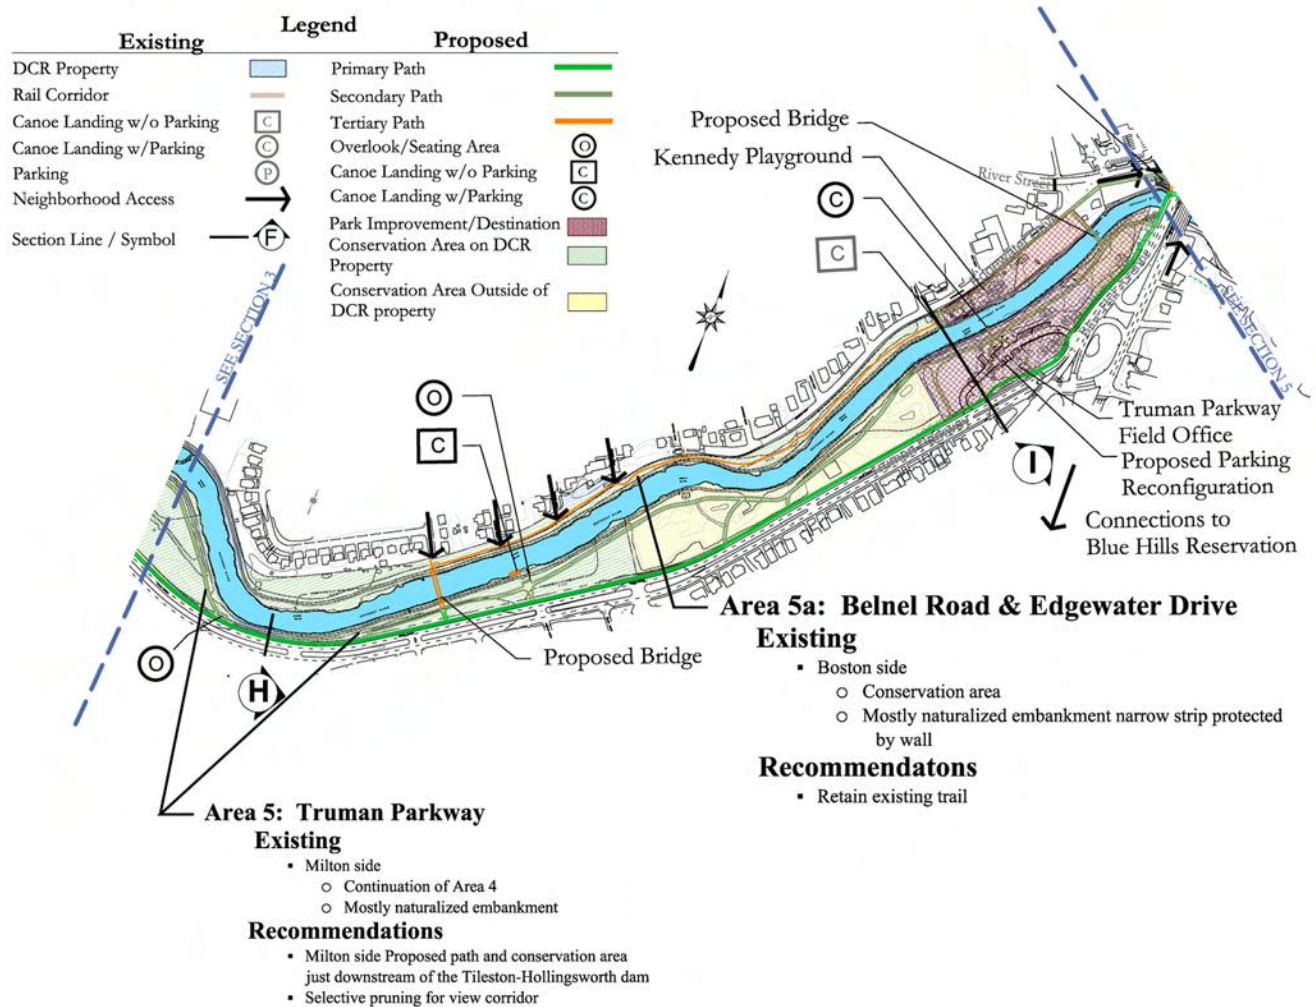 Legend
Existing
Proposed
DCR Property
Rail Corridor
Canoe Landing w/o Parking
C
Canoe Landing w/Parking
C
Parking
P
Neighborhood Access
Section Line / Symbol
F
Primary Path
Secondary Path
Tertiary Path
Overlook/Seating Area
O
Canoe Landing w/o Parking
C
Canoe Landing w/Parking
C
Park Improvement/Destination
Conservation Area on DCR
Property
Conservation Area Outside of
DCR property
Proposed Bridge
Kennedy Playground
River Street
C
C
SEE SECTION 3
SEE SECTION 5
O
C
Truman Parkway
Field Office
Proposed Parking
Reconfiguration
I
Connections to
Blue Hills Reservation
O
H
Proposed Bridge
Area 5a: Belnel Road & Edgewater Drive
Existing
▪ Boston side
o Conservation area
o Mostly naturalized embankment narrow strip protected
by wall
Recommendatons
▪ Retain existing trail
Area 5: Truman Parkway
Existing
▪ Milton side
o Continuation of Area 4
o Mostly naturalized embankment
Recommendations
▪ Milton side Proposed path and conservation area
just downstream of the Tileston-Hollingsworth dam
▪ Selective pruning for view corridor